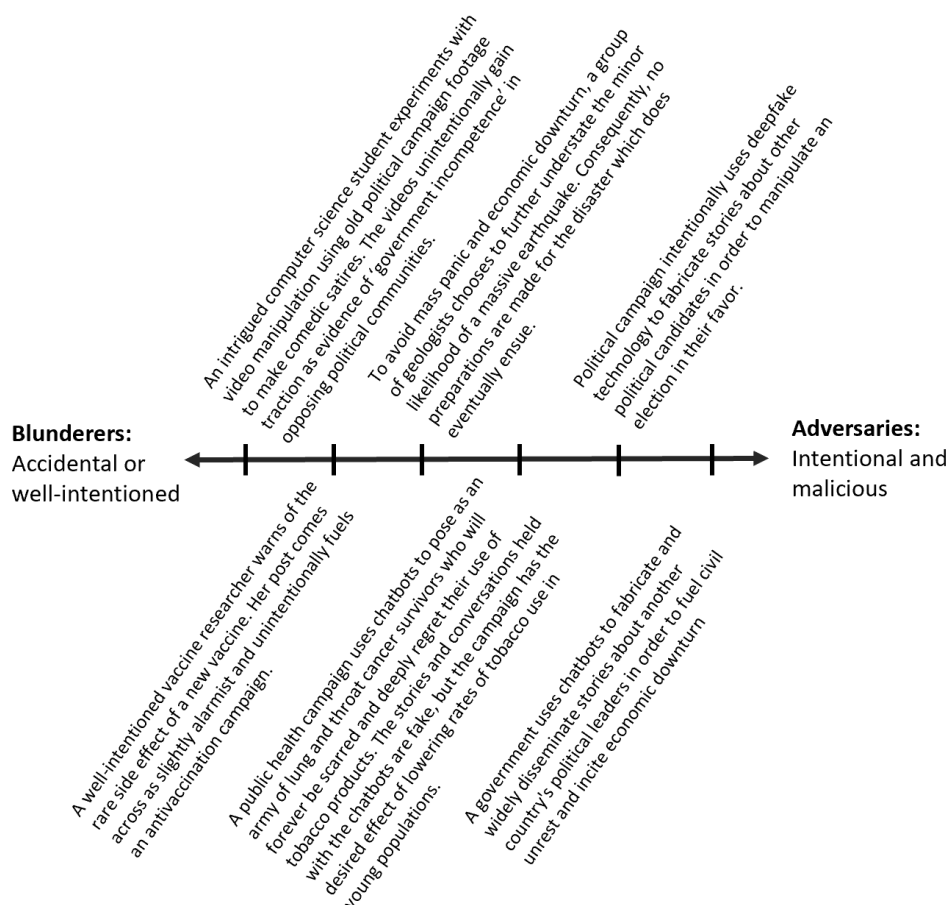 An intrigued computer science student experiments with
video manipulation using old political campaign footage
to make comedic satires. The videos unintentionally gain
traction as evidence of ‘government incompetence’ in
opposing political communities.
To avoid mass panic and economic downturn, a group
of geologists chooses to further understate the minor
likelihood of a massive earthquake. Consequently, no
preparations are made for the disaster which does
eventually ensue.
Political campaign intentionally uses deepfake
technology to fabricate stories about other
political candidates in order to manipulate an
election in their favor.
Blunderers:
Accidental or
well-intentioned
Adversaries:
Intentional and
malicious
A well-intentioned vaccine researcher warns of the
rare side effect of a new vaccine. Her post comes
across as slightly alarmist and unintentionally fuels
an antivaccination campaign.
A public health campaign uses chatbots to pose as an
army of lung and throat cancer survivors who will
forever be scarred and deeply regret their use of
tobacco products. The stories and conversations held
with the chatbots are fake, but the campaign has the
desired effect of lowering rates of tobacco use in
young populations.
A government uses chatbots to fabricate and
widely disseminate stories about another
country's political leaders in order to fuel civil
unrest and incite economic downturn